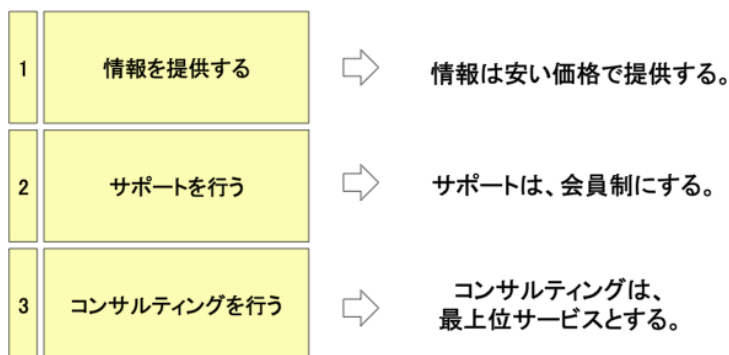 1 情報を提供する 情報は安い価格で提供する。
2 サポートを行う サポートは、会員制にする。
3 コンサルティングを行う コンサルティングは、
最上位サービスとする。